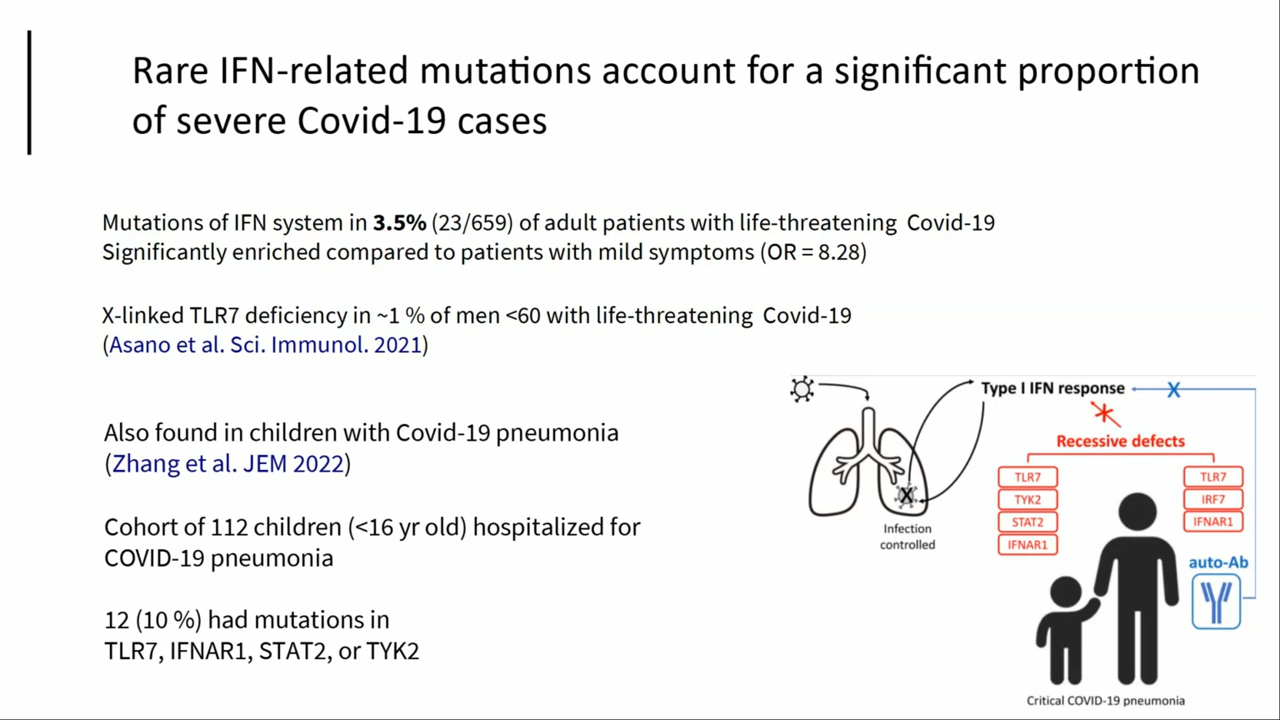 Rare IFN-related mutations account for a significant proportion
of severe Covid-19 cases
Mutations of IFN system in 3.5% (23/659) of adult patients with life-threatening Covid-19
Significantly enriched compared to patients with mild symptoms (OR = 8.28)
X-linked TLR7 deficiency in ~1 % of men <60 with life-threatening Covid-19
(Asano et al. Sci. Immunol. 2021)
Also found in children with Covid-19 pneumonia
(Zhang et al. JEM 2022)
Cohort of 112 children (<16 yr old) hospitalized for
COVID-19 pneumonia
12 (10 %) had mutations in
TLR7, IFNAR1, STAT2, or TYK2
Type I IFN response
X
Recessive defects
TLR7
TYK2
STAT2
IFNAR1
TLR7
IRF7
IFNAR1
X
Infection
controlled
auto-Ab
Critical COVID-19 pneumonia